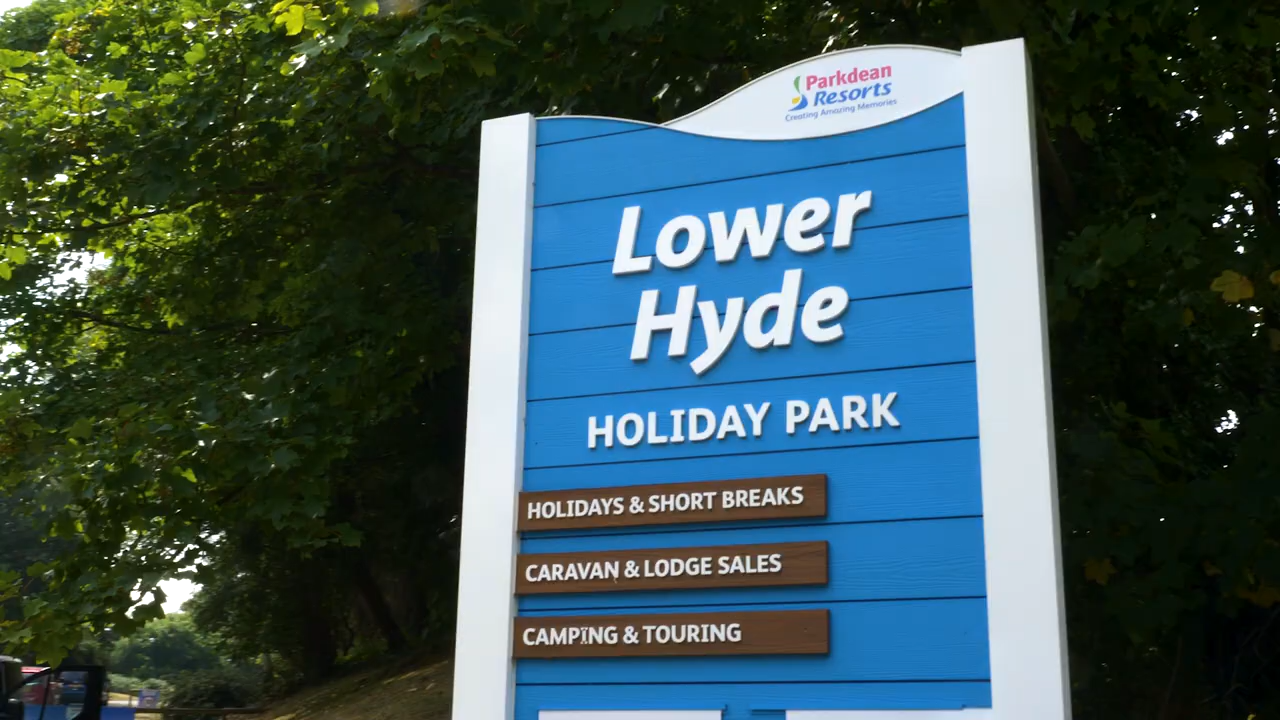 Parkdean
Resorts
Creating Amazing Memories
Lower
Hyde
HOLIDAY PARK
HOLIDAYS & SHORT BREAKS
CARAVAN & LODGE SALES
CAMPING & TOURING